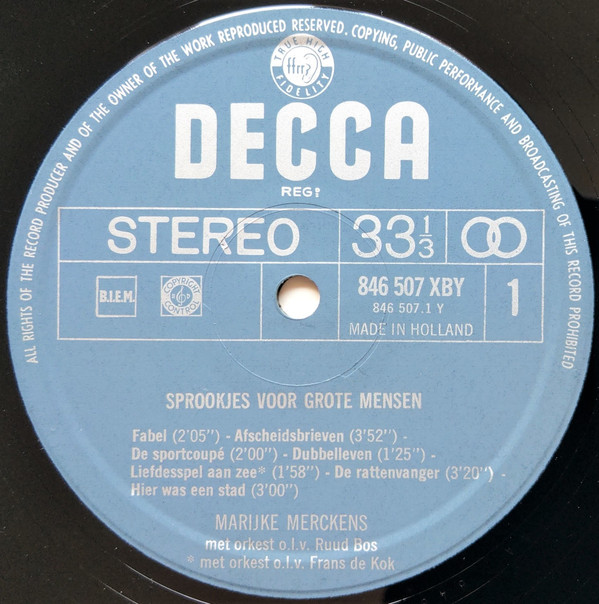 ALL RIGHTS OF THE RECORD PRODUCER AND OF THE OWNER OF THE WORK REPRODUCED RESERVED. COPYING, PUBLIC PERFORMANCE AND BROADCASTING OF THIS RECORD PROHIBITED
TRUE HIGH
ffrr
FIDELITY
DECCA
REGD
STEREO 33 1/3
B.I.E.M. COPYRIGHT CONTROL 846 507 XBY 1
846 507.1 Y
MADE IN HOLLAND
SPROOKJES VOOR GROTE MENSEN
Fabel (2'05") - Afscheidsbrieven (3'52") -
De sportcoupé (2'00") - Dubbelleven (1'25") -
Liefdesspel aan zee* (1'58") - De rattenvanger (3'20") -
Hier was een stad (3'00")
MARIJKE MERCKENS
met orkest o.l.v. Ruud Bos
* met orkest o.l.v. Frans de Kok